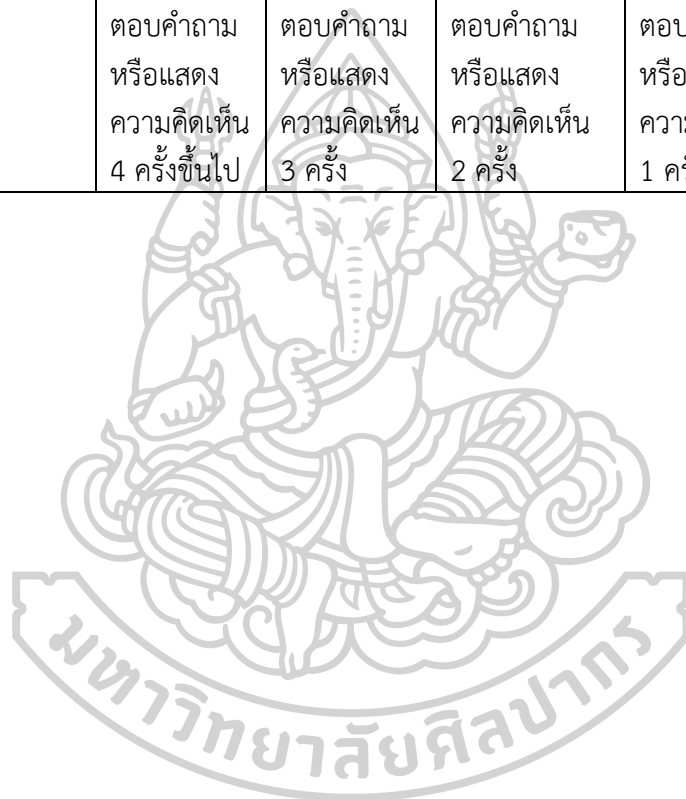 ตอบคำถาม ตอบคำถาม ตอบคำถาม ตอบ
หรือแสดง หรือแสดง หรือแสดง หรือ
ความคิดเห็น ความคิดเห็น ความคิดเห็น
4 ครั้งขึ้นไป 3 ครั้ง 2 ครั้ง 1
มหาวิทยาลัยศิลปากร